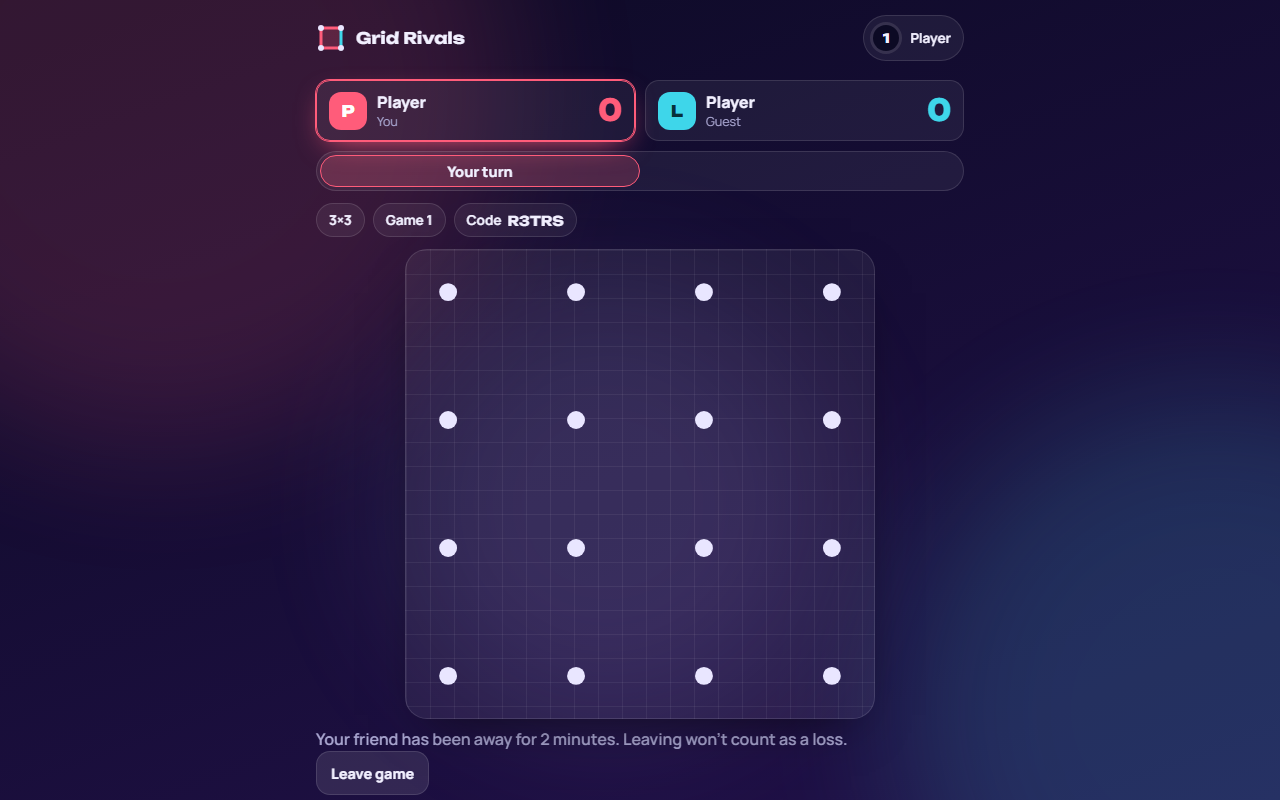 Grid Rivals
1 Player
P Player 0
You
L Player 0
Guest
Your turn
3×3 Game 1 Code R3TRS
Your friend has been away for 2 minutes. Leaving won’t count as a loss.
Leave game